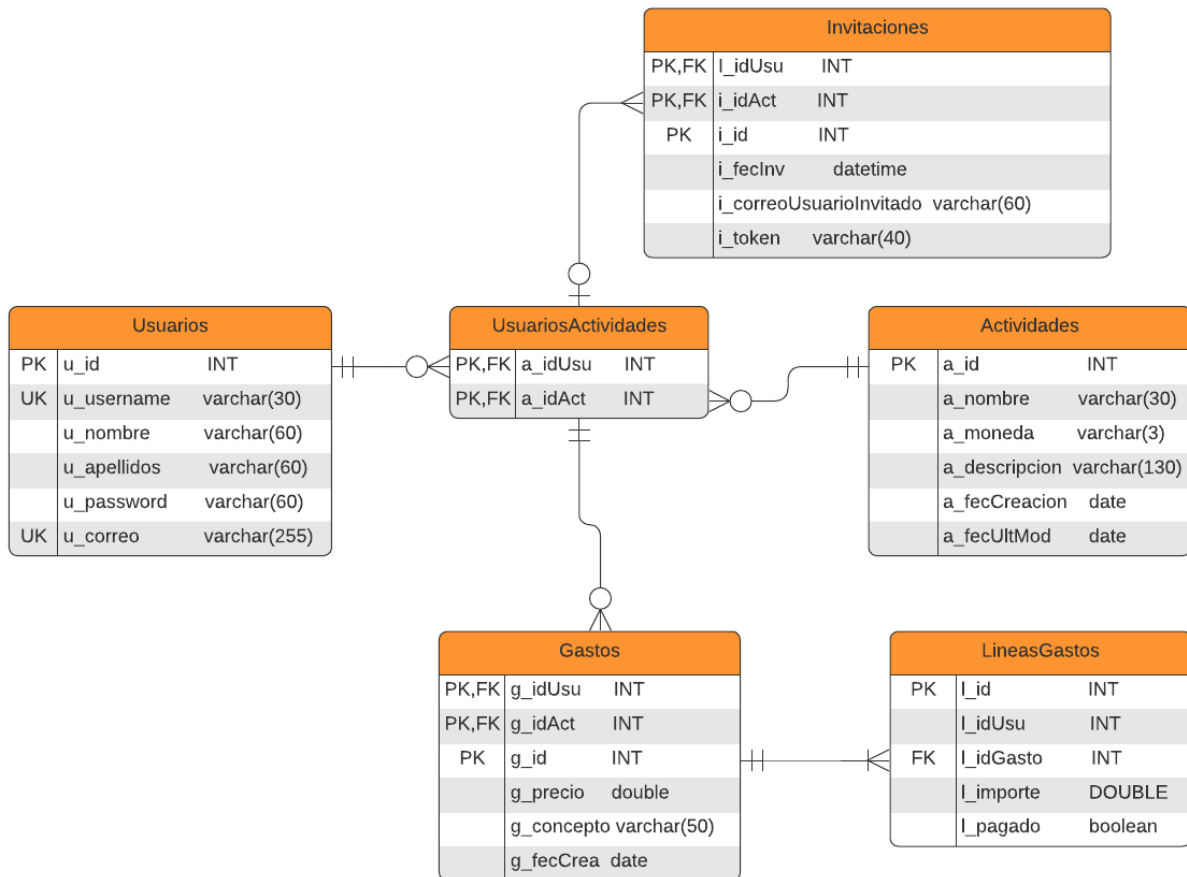 Invitaciones
PK,FK I_idUsu INT
PK,FK i_idAct INT
PK i_id INT
i_fecInv datetime
i_correoUsuarioInvitado varchar(60)
i_token varchar(40)
Usuarios
PK u_id INT
UK u_username varchar(30)
u_nombre varchar(60)
u_apellidos varchar(60)
u_password varchar(60)
UK u_correo varchar(255)
UsuariosActividades
PK,FK a_idUsu INT
PK,FK a_idAct INT
Actividades
PK a_id INT
a_nombre varchar(30)
a_moneda varchar(3)
a_descripcion varchar(130)
a_fecCreacion date
a_fecUltMod date
Gastos
PK,FK g_idUsu INT
PK,FK g_idAct INT
PK g_id INT
g_precio double
g_concepto varchar(50)
g_fecCrea date
LineasGastos
PK l_id INT
l_idUsu INT
FK l_idGasto INT
l_importe DOUBLE
l_pagado boolean